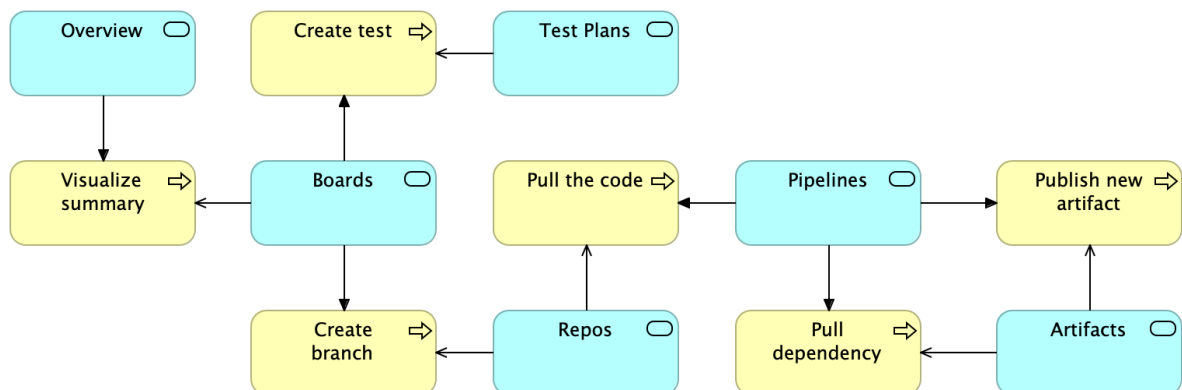 Overview
Create test
Test Plans
Visualize
summary
Boards
Pull the code
Pipelines
Publish new
artifact
Create
branch
Repos
Pull
dependency
Artifacts